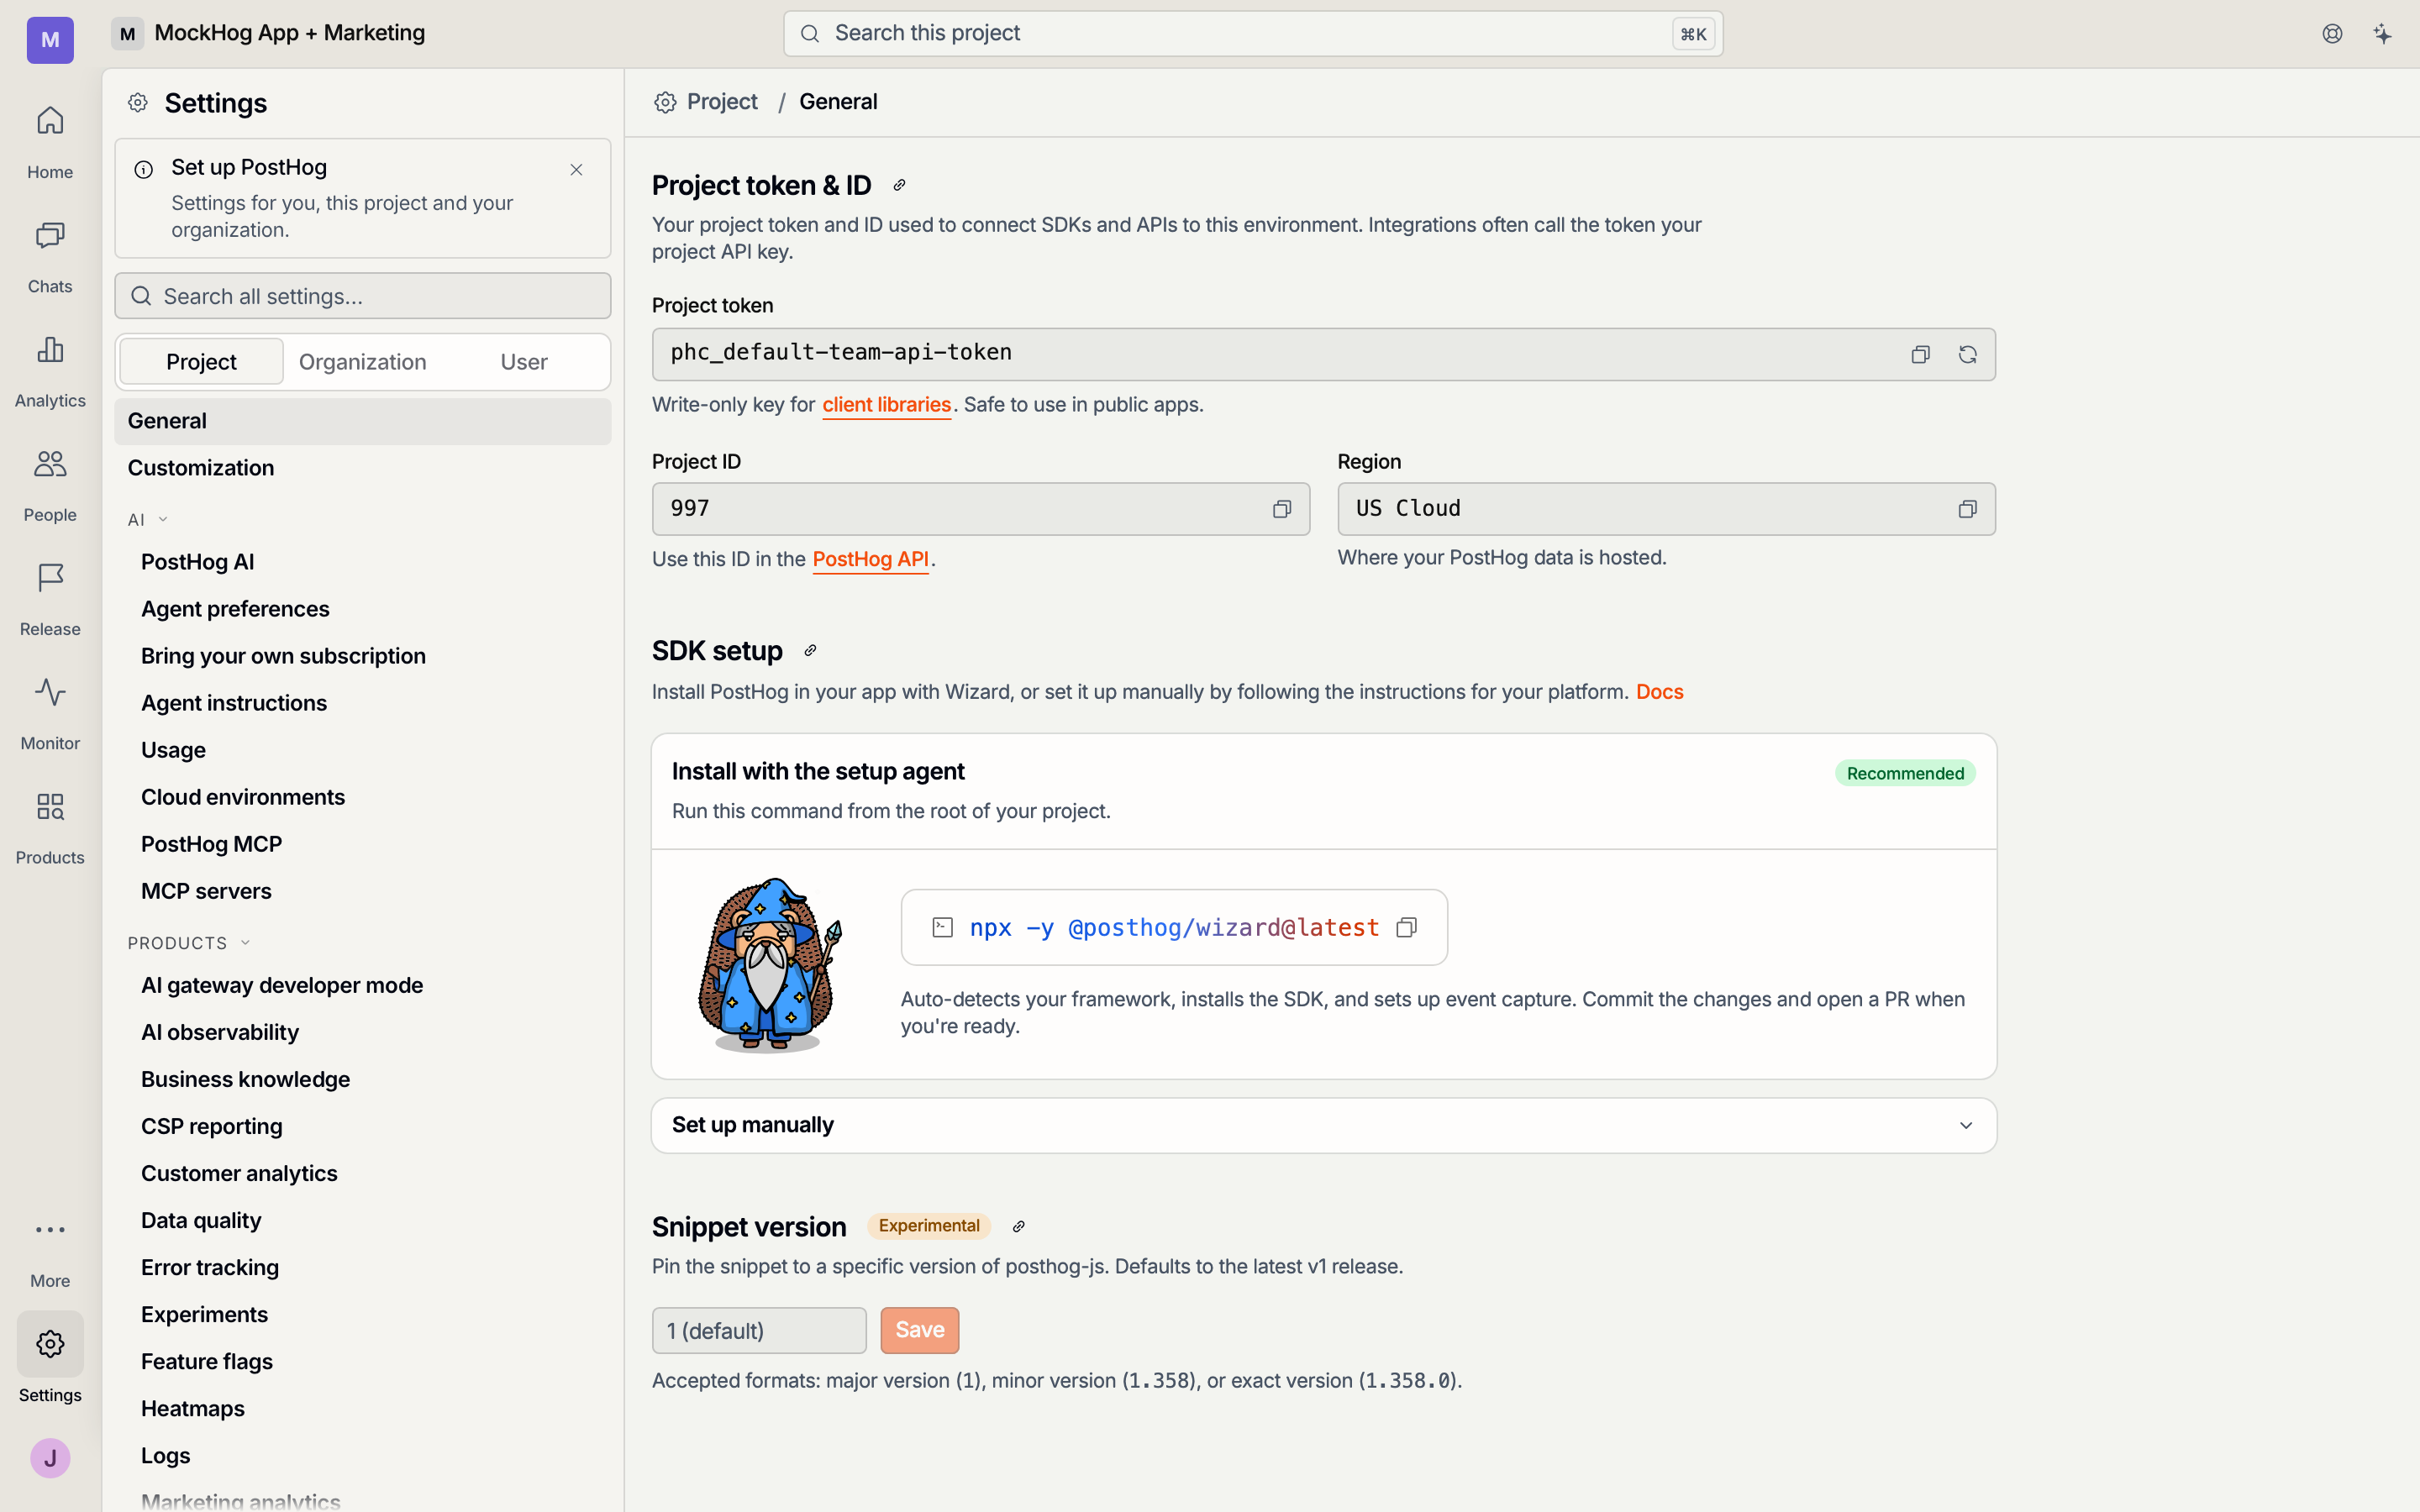 M
M MockHog App + Marketing
Search this project
⌘K
Home
Chats
Analytics
People
Release
Monitor
Products
More
Settings
J
Settings
Set up PostHog
Settings for you, this project and your
organization.
Search all settings...
Project Organization User
General
Customization
AI
PostHog AI
Agent preferences
Bring your own subscription
Agent instructions
Usage
Cloud environments
PostHog MCP
MCP servers
PRODUCTS
AI gateway developer mode
AI observability
Business knowledge
CSP reporting
Customer analytics
Data quality
Error tracking
Experiments
Feature flags
Heatmaps
Logs
Marketing analytics
Project / General
Project token & ID
Your project token and ID used to connect SDKs and APIs to this environment. Integrations often call the token your
project API key.
Project token
phc_default-team-api-token
Write-only key for client libraries. Safe to use in public apps.
Project ID
997
Use this ID in the PostHog API.
Region
US Cloud
Where your PostHog data is hosted.
SDK setup
Install PostHog in your app with Wizard, or set it up manually by following the instructions for your platform. Docs
Install with the setup agent
Recommended
Run this command from the root of your project.
npx -y @posthog/wizard@latest
Auto-detects your framework, installs the SDK, and sets up event capture. Commit the changes and open a PR when
you're ready.
Set up manually
Snippet version Experimental
Pin the snippet to a specific version of posthog-js. Defaults to the latest v1 release.
1 (default)
Save
Accepted formats: major version (1), minor version (1.358), or exact version (1.358.0).